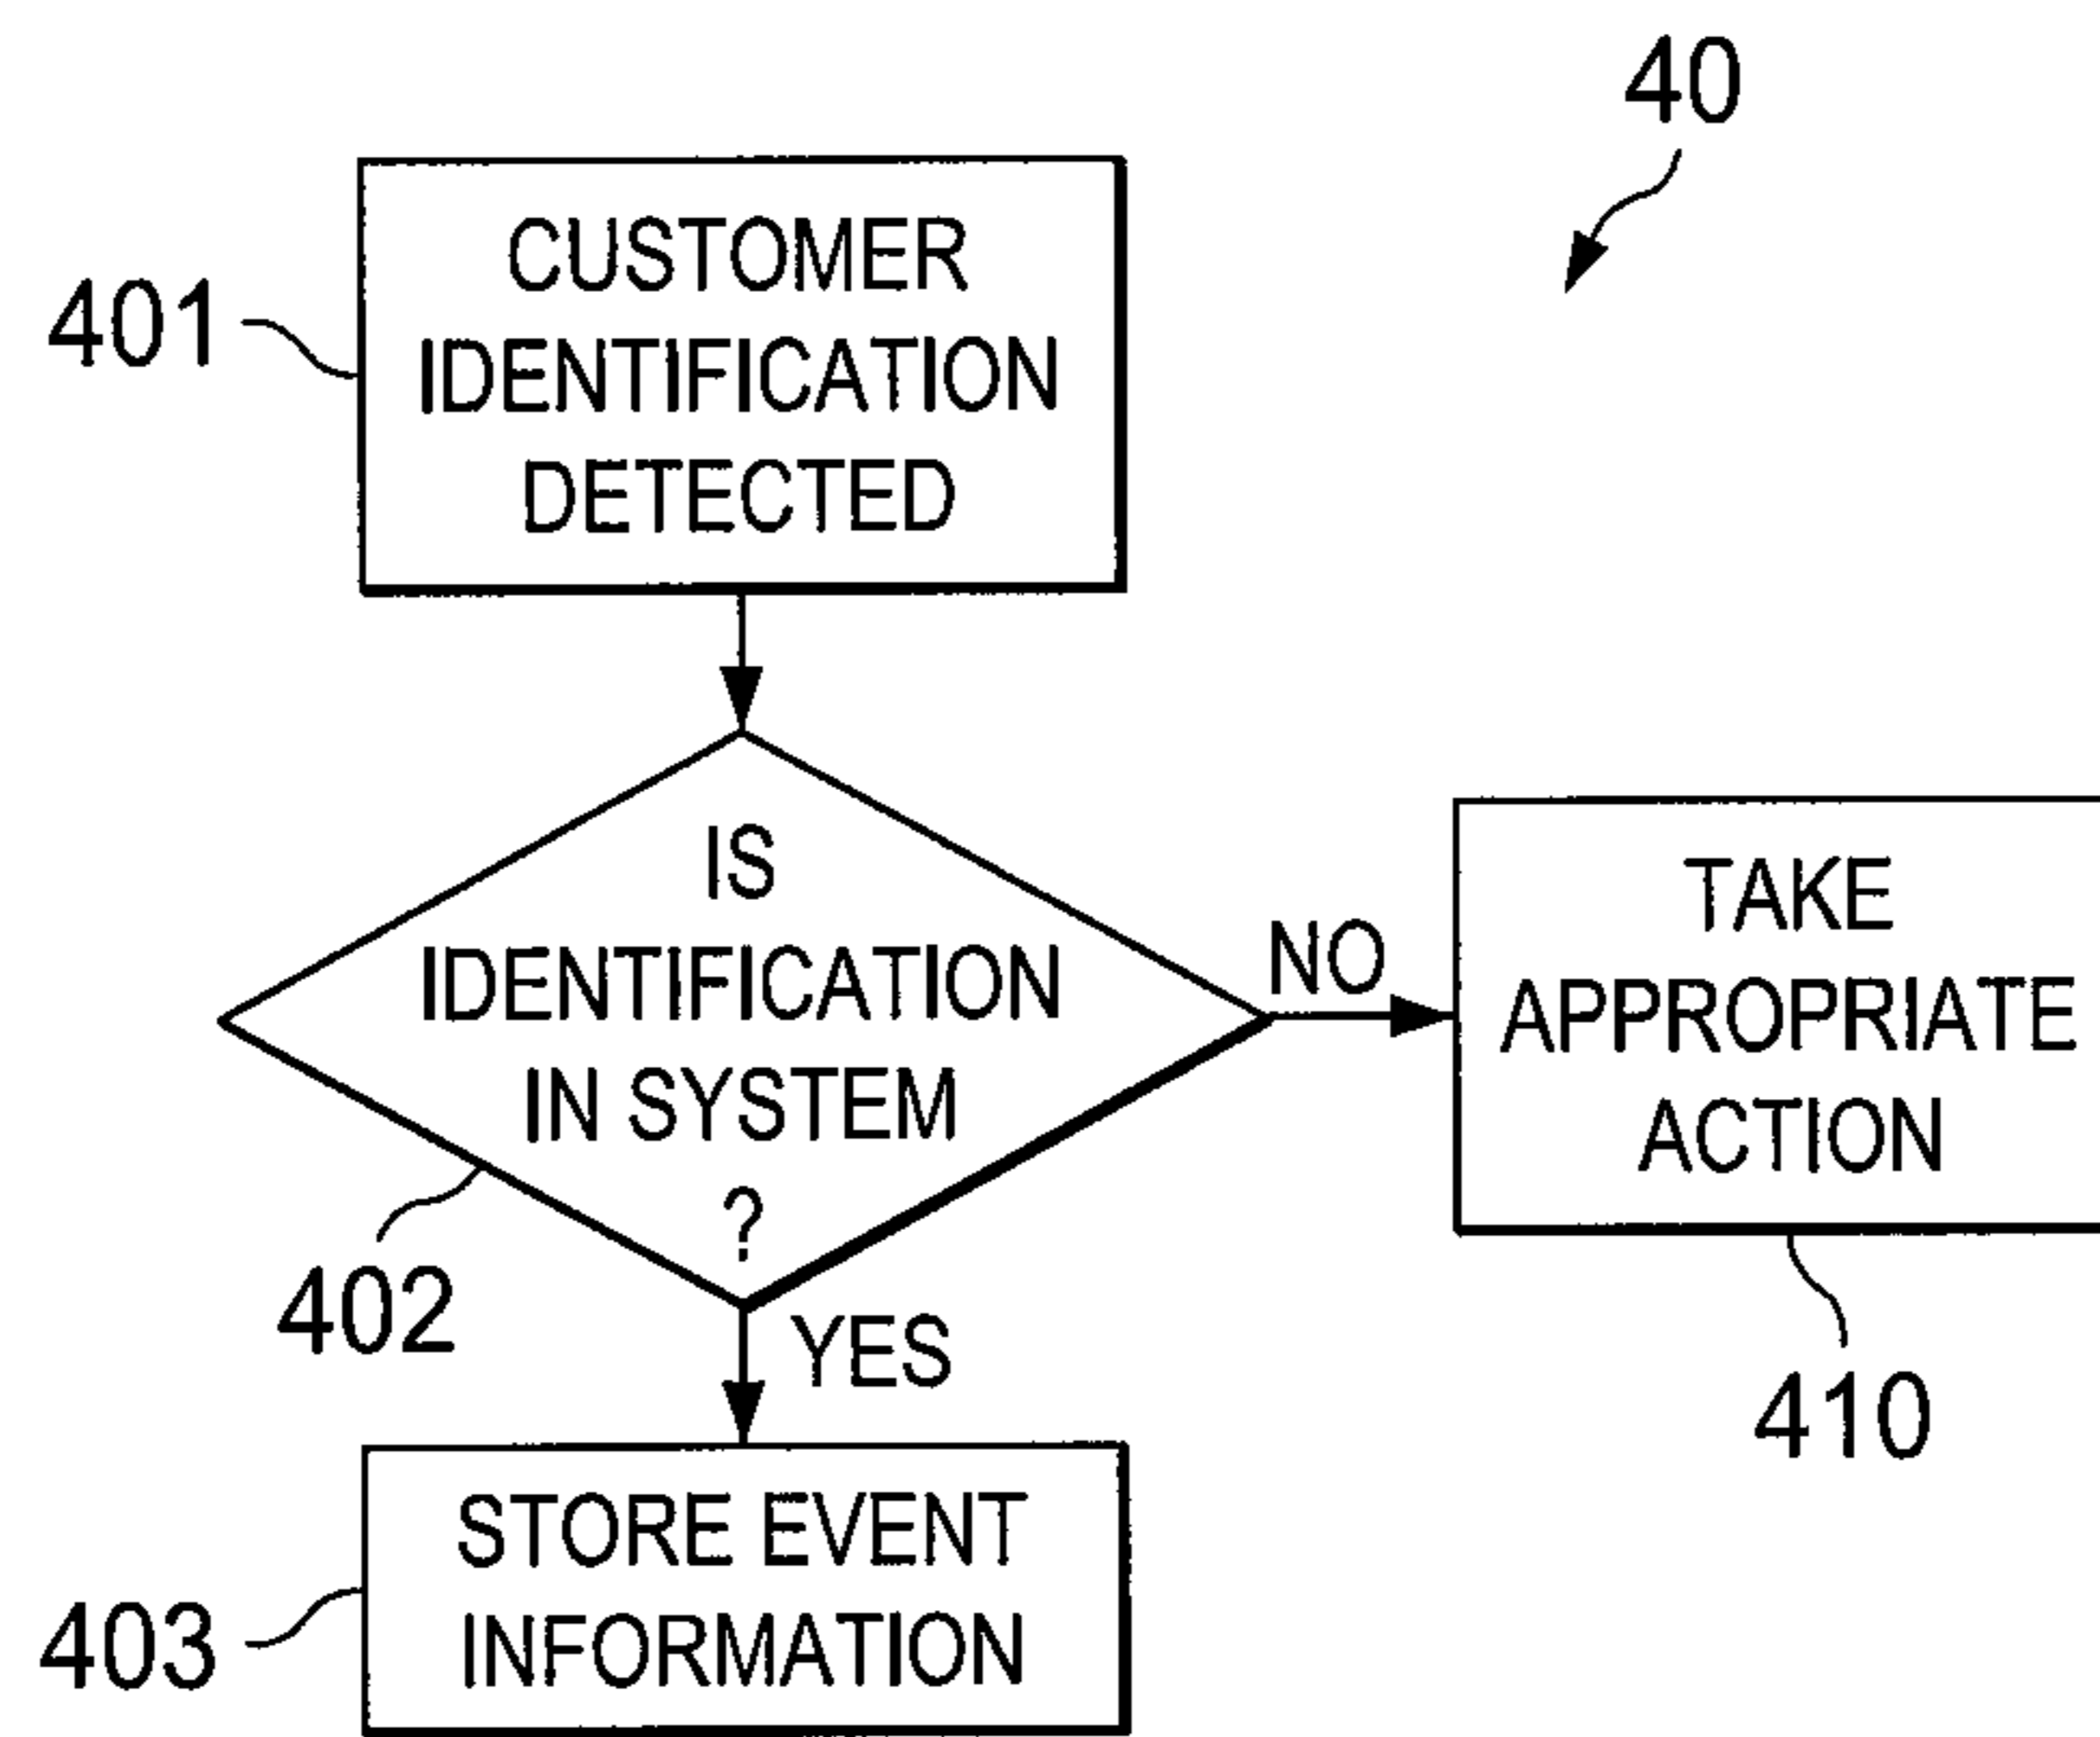 40
401
CUSTOMER
IDENTIFICATION
DETECTED
IS
IDENTIFICATION
IN SYSTEM
?
402
NO
TAKE
APPROPRIATE
ACTION
410
YES
403
STORE EVENT
INFORMATION